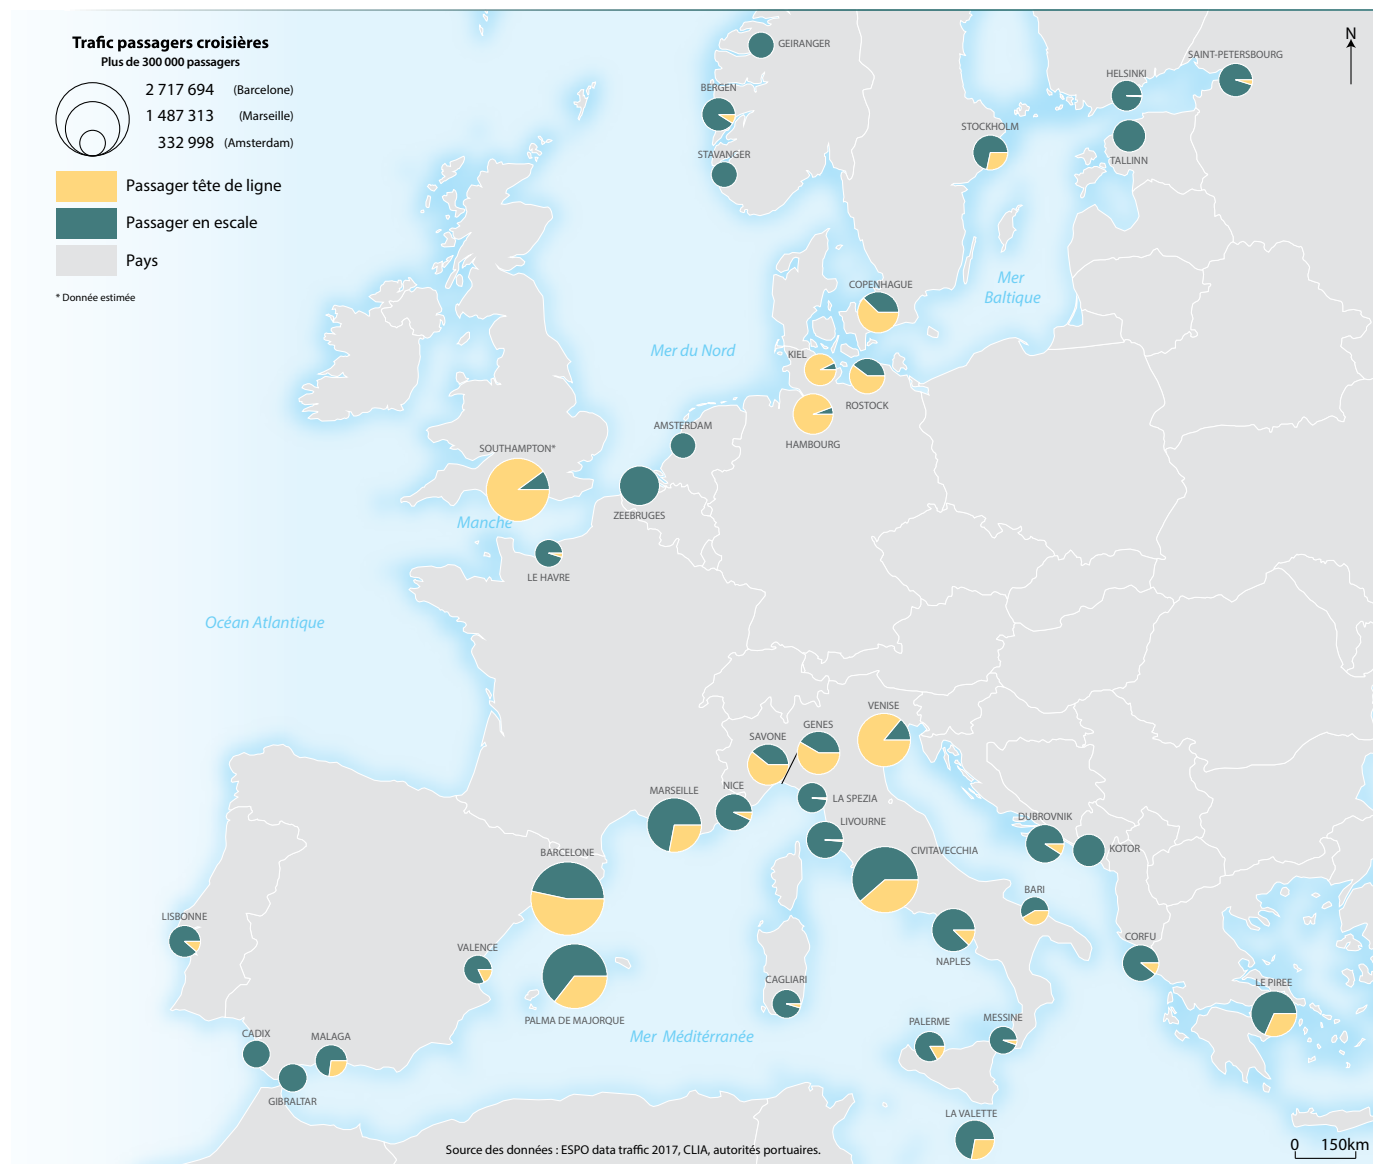 Trafic passagers croisières
Plus de 300 000 passagers
2 717 694 (Barcelone)
1 487 313 (Marseille)
332 998 (Amsterdam)
Passager tête de ligne
Passager en escale
Pays
* Donnée estimée
N
GEIRANGER
SAINT-PETERSBOURG
HELSINKI
BERGEN
STOCKHOLM
STAVANGER
TALLINN
Mer
Baltique
COPENHAGUE
Mer du Nord
KIEL
ROSTOCK
AMSTERDAM
HAMBOURG
SOUTHAMPTON*
ZEEBRUGES
Manche
LE HAVRE
Océan Atlantique
VENISE
GENES
SAVONE
NICE
MARSEILLE
LA SPEZIA
LIVOURNE
DUBROVNIK
KOTOR
BARCELONE
CIVITAVECCHIA
BARI
LISBONNE
CORFU
VALENCE
NAPLES
CAGLIARI
LE PIREE
PALMA DE MAJORQUE
PALERME
MESSINE
CADIX
MALAGA
Mer Méditérranée
GIBRALTAR
LA VALETTE
Source des données : ESPO data traffic 2017, CLIA, autorités portuaires.
0 150km